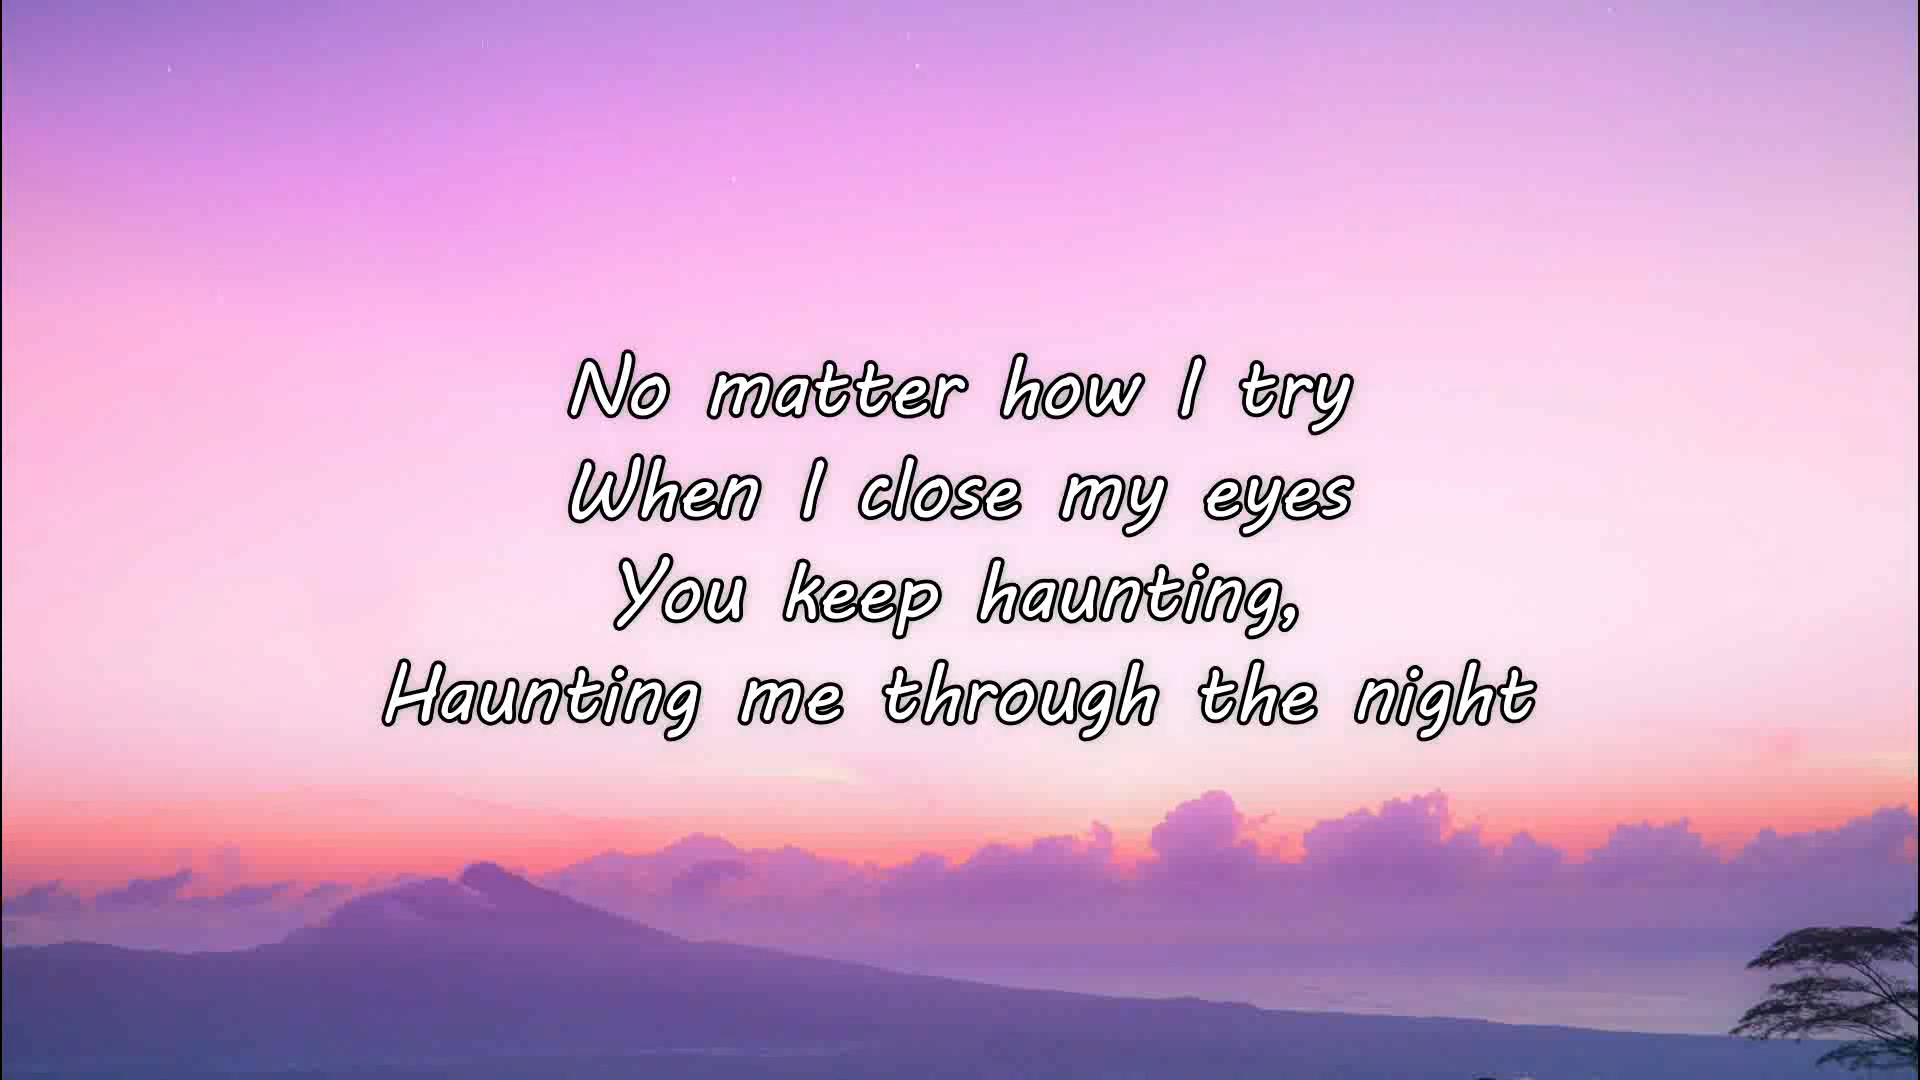 No matter how I try
When I close my eyes
You keep haunting,
Haunting me through the night